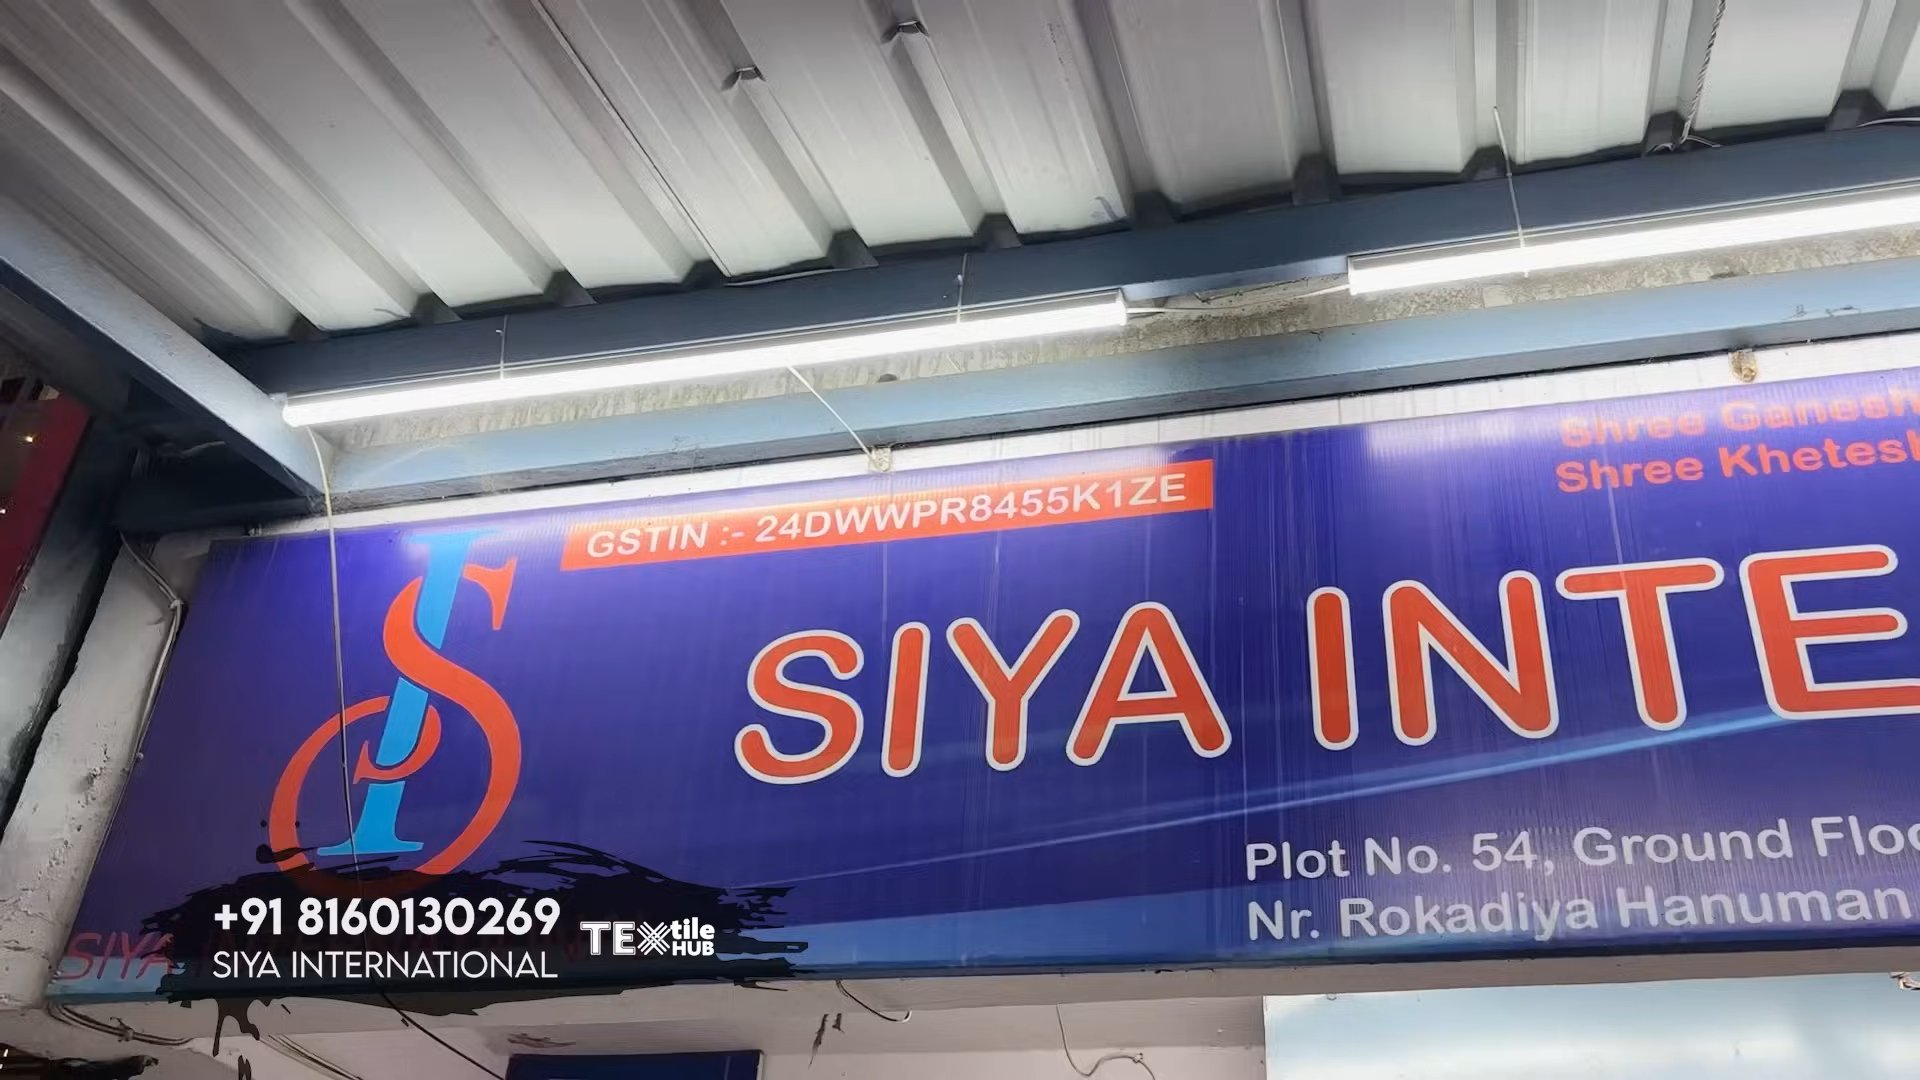 Shree Ganesh
Shree Khetesh
GSTIN :- 24DWWPR8455K1ZE
SIYA INTE
Plot No. 54, Ground Floo
Nr. Rokadiya Hanuman
SIYA
+91 8160130269
SIYA INTERNATIONAL
TEXtile
HUB